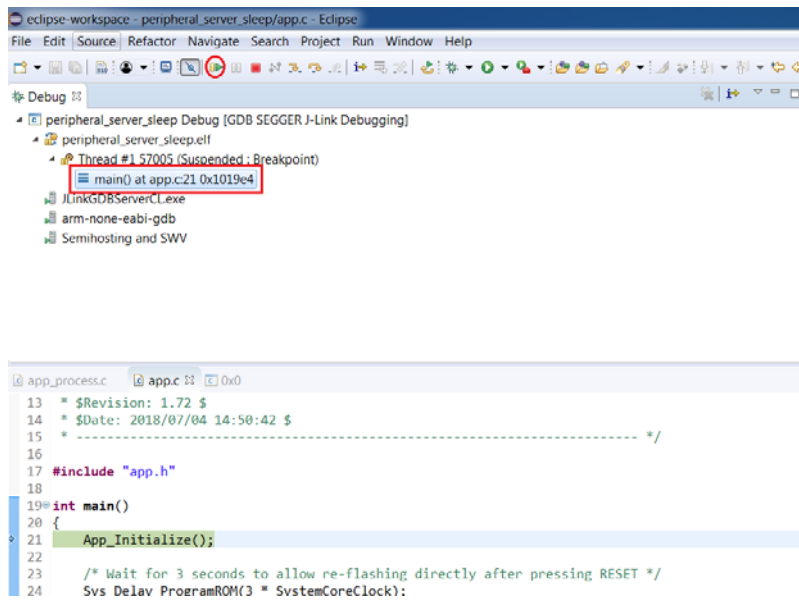 eclipse-workspace - peripheral_server_sleep/app.c - Eclipse
File Edit Source Refactor Navigate Search Project Run Window Help
Debug
peripheral_server_sleep Debug [GDB SEGGER J-Link Debugging]
peripheral_server_sleep.elf
Thread #1 57005 (Suspended : Breakpoint)
main() at app.c:21 0x1019e4
JLinkGDBServerCL.exe
arm-none-eabi-gdb
Semihosting and SWV
app_process.c app.c 0x0
13 * $Revision: 1.72 $
14 * $Date: 2018/07/04 14:50:42 $
15 * ---------------------------------------------------------------------- */
16
17 #include "app.h"
18
19 int main()
20 {
21 App_Initialize();
22
23 /* Wait for 3 seconds to allow re-flashing directly after pressing RESET */
24 Sys_Delay_ProgramROM(3 * SystemCoreClock);